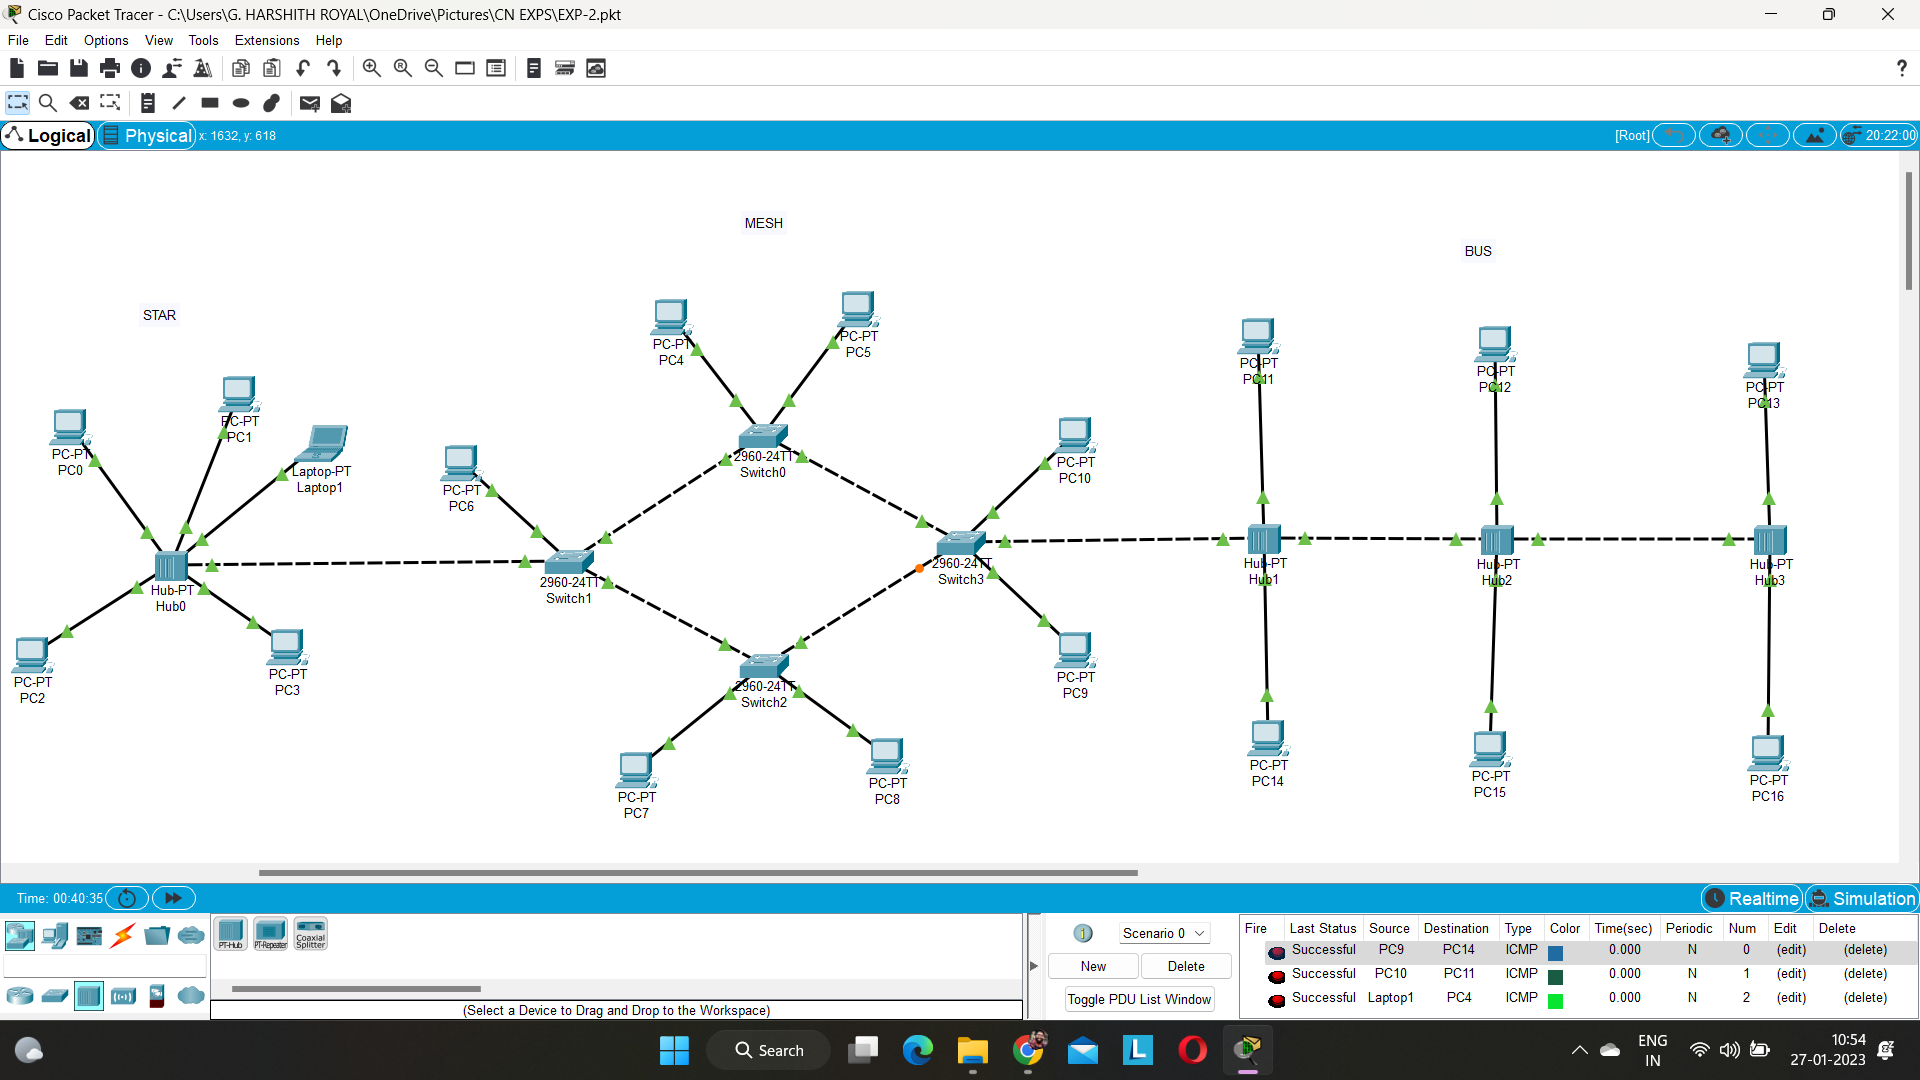 Cisco Packet Tracer - C:\Users\G. HARSHITH ROYAL\OneDrive\Pictures\CN EXPS\EXP-2.pkt
File Edit Options View Tools Extensions Help
Logical Physical x: 1632, y: 618 [Root] 20:22:00
MESH
BUS
STAR
PC-PT
PC4
PC-PT
PC5
PC-PT
PC11
PC-PT
PC12
PC-PT
PC13
PC-PT
PC0
PC-PT
PC1
Laptop-PT
Laptop1
PC-PT
PC6
2960-24TT
Switch0
PC-PT
PC10
Hub-PT
Hub0
2960-24TT
Switch1
2960-24TT
Switch3
Hub-PT
Hub1
Hub-PT
Hub2
Hub-PT
Hub3
PC-PT
PC2
PC-PT
PC3
2960-24TT
Switch2
PC-PT
PC9
PC-PT
PC7
PC-PT
PC8
PC-PT
PC14
PC-PT
PC15
PC-PT
PC16
Time: 00:40:35 Realtime Simulation
PT-Hub PT-Repeater Coaxial Splitter
(Select a Device to Drag and Drop to the Workspace)
1 Scenario 0
New Delete
Toggle PDU List Window
Fire Last Status Source Destination Type Color Time(sec) Periodic Num Edit Delete
Successful PC9 PC14 ICMP 0.000 N 0 (edit) (delete)
Successful PC10 PC11 ICMP 0.000 N 1 (edit) (delete)
Successful Laptop1 PC4 ICMP 0.000 N 2 (edit) (delete)
Search
L
ENG
IN
10:54
27-01-2023